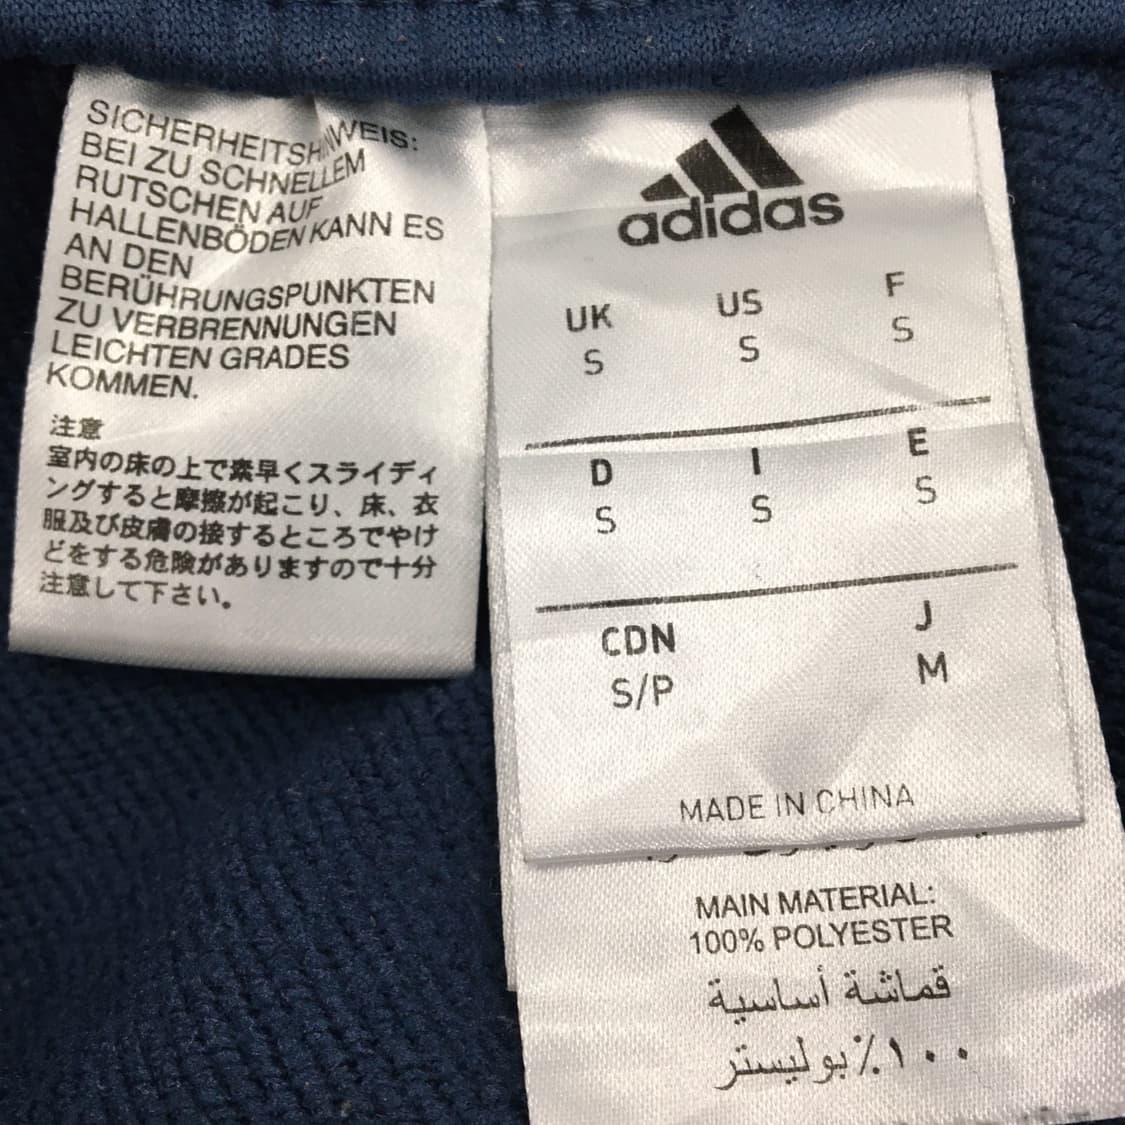 SICHERHEITSHINWEIS:
BEI ZU SCHNELLEM
RUTSCHEN AUF
HALLENBÖDEN KANN ES
AN DEN
BERÜHRUNGSPUNKTEN
ZU VERBRENNUNGEN
LEICHTEN GRADES
KOMMEN.
注意
室内の床の上で素早くスライディ
ングすると摩擦が起こり、床、衣
服及び皮膚の接するところでやけ
どをする危険がありますので十分
注意して下さい。
adidas
UK US F
S S S
D I E
S S S
CDN J
S/P M
MADE IN CHINA
MAIN MATERIAL:
100% POLYESTER
قماشة أساسية
١٠٠٪ بوليستر